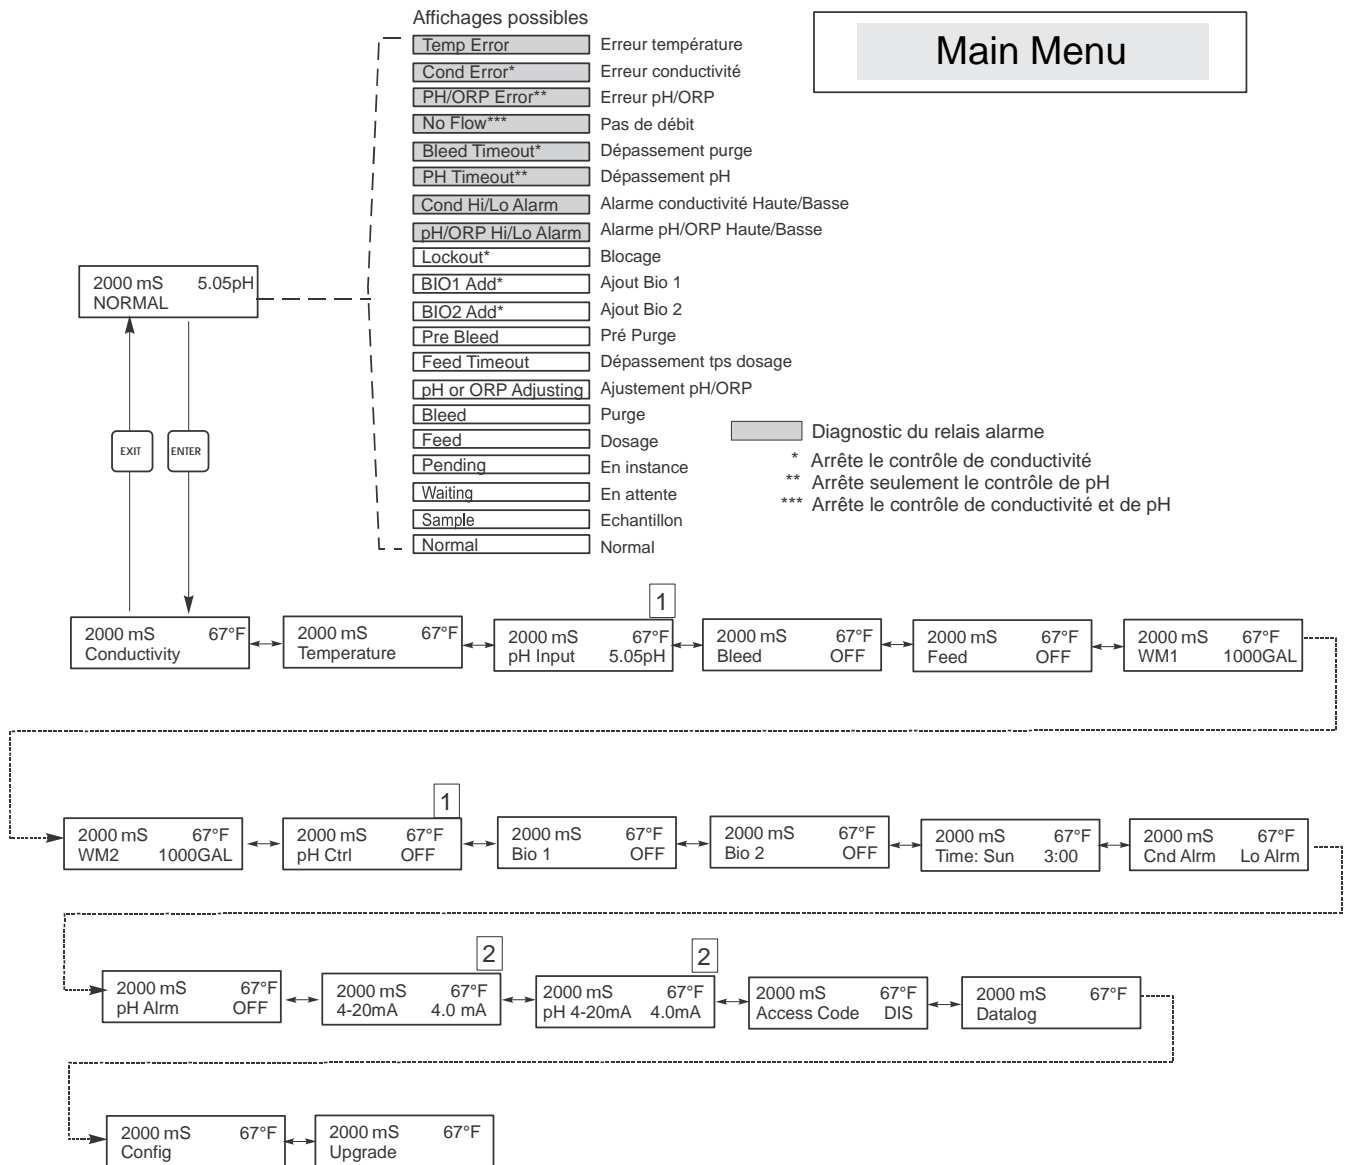 Affichages possibles
Main Menu
Temp Error Erreur température
Cond Error* Erreur conductivité
PH/ORP Error** Erreur pH/ORP
No Flow*** Pas de débit
Bleed Timeout* Dépassement purge
PH Timeout** Dépassement pH
Cond Hi/Lo Alarm Alarme conductivité Haute/Basse
pH/ORP Hi/Lo Alarm Alarme pH/ORP Haute/Basse
Lockout* Blocage
BIO1 Add* Ajout Bio 1
BIO2 Add* Ajout Bio 2
Pre Bleed Pré Purge
Feed Timeout Dépassement tps dosage
pH or ORP Adjusting Ajustement pH/ORP
Bleed Purge
Feed Dosage
Pending En instance
Waiting En attente
Sample Echantillon
Normal Normal
2000 mS 5.05pH
NORMAL
EXIT ENTER
Diagnostic du relais alarme
* Arrête le contrôle de conductivité
** Arrête seulement le contrôle de pH
*** Arrête le contrôle de conductivité et de pH
2000 mS 67°F
Conductivity
2000 mS 67°F
Temperature
1
2000 mS 67°F
pH Input 5.05pH
2000 mS 67°F
Bleed OFF
2000 mS 67°F
Feed OFF
2000 mS 67°F
WM1 1000GAL
2000 mS 67°F
WM2 1000GAL
1
2000 mS 67°F
pH Ctrl OFF
2000 mS 67°F
Bio 1 OFF
2000 mS 67°F
Bio 2 OFF
2000 mS 67°F
Time: Sun 3:00
2000 mS 67°F
Cnd Alrm Lo Alrm
2000 mS 67°F
pH Alrm OFF
2
2000 mS 67°F
4-20mA 4.0 mA
2
2000 mS 67°F
pH 4-20mA 4.0mA
2000 mS 67°F
Access Code DIS
2000 mS 67°F
Datalog
2000 mS 67°F
Config
2000 mS 67°F
Upgrade